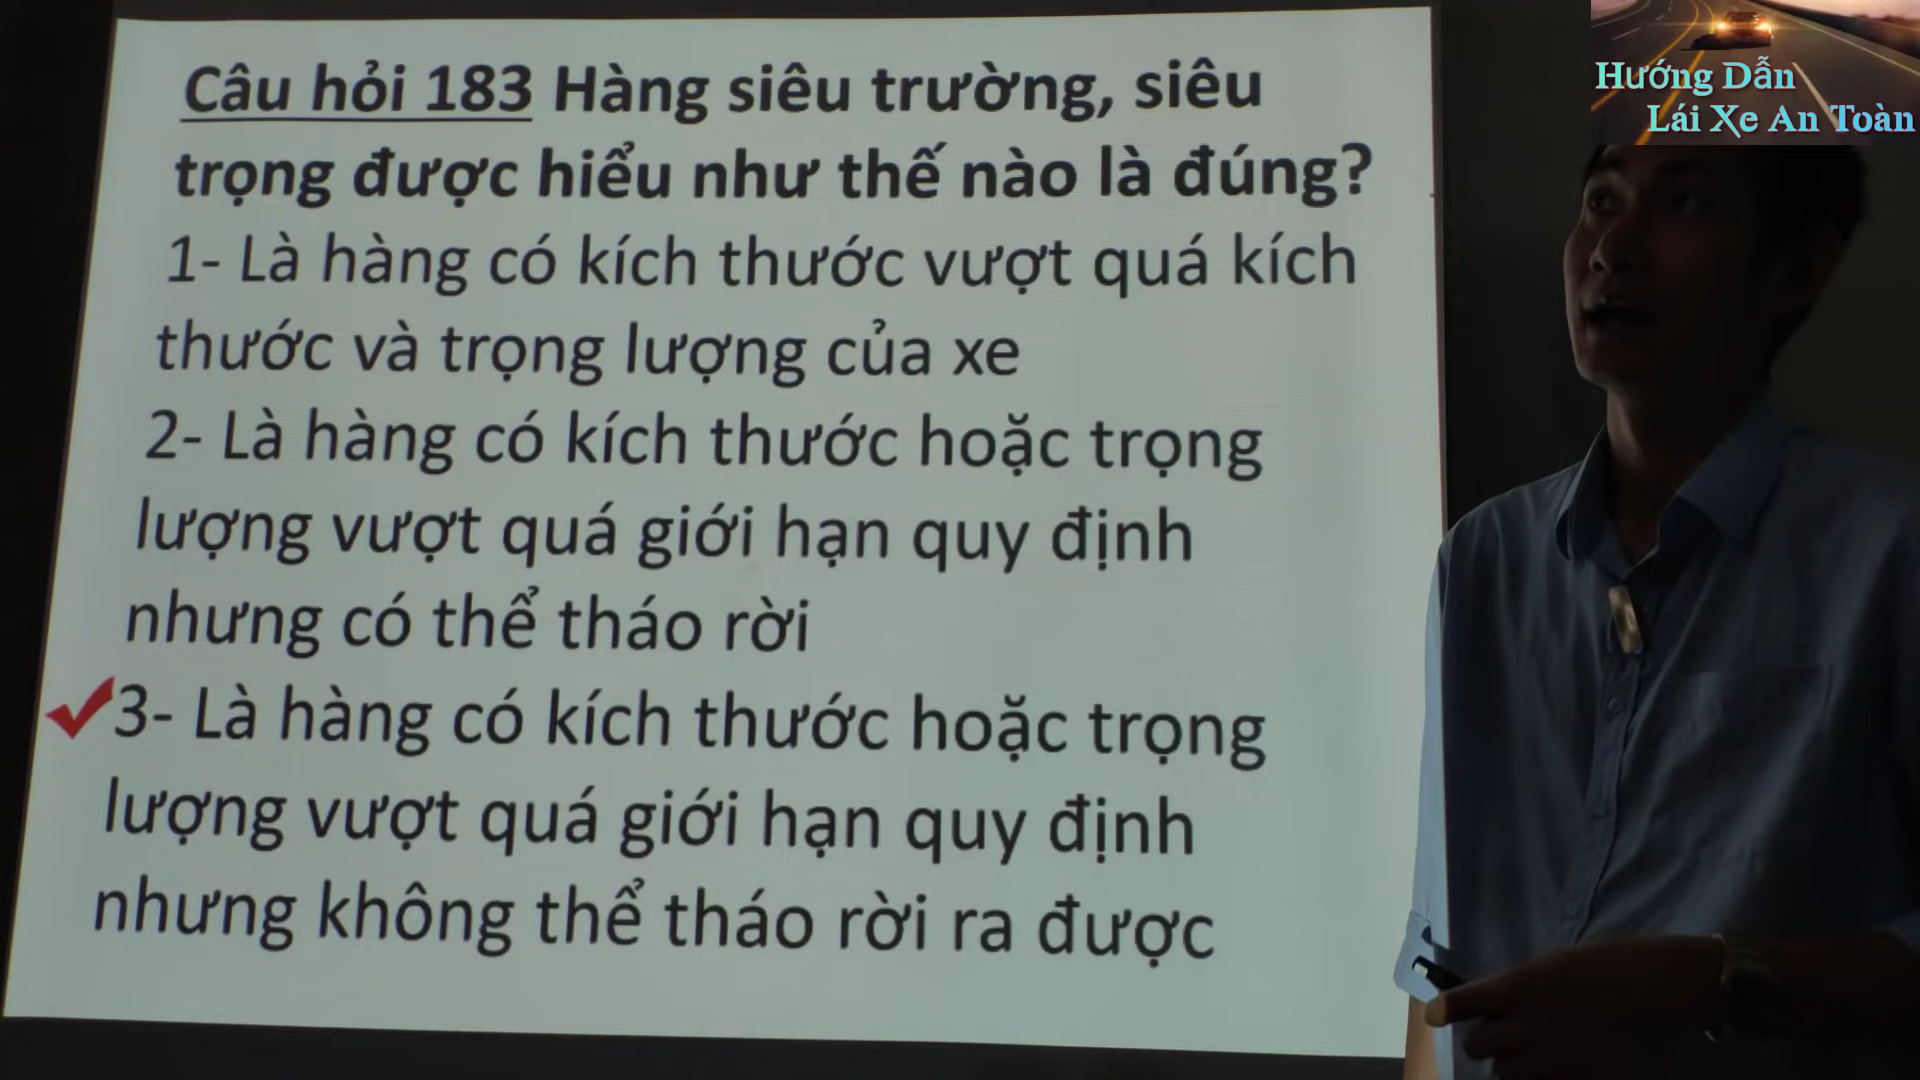 Câu hỏi 183 Hàng siêu trường, siêu
trọng được hiểu như thế nào là đúng?
1- Là hàng có kích thước vượt quá kích
thước và trọng lượng của xe
2- Là hàng có kích thước hoặc trọng
lượng vượt quá giới hạn quy định
nhưng có thể tháo rời
3- Là hàng có kích thước hoặc trọng
lượng vượt quá giới hạn quy định
nhưng không thể tháo rời ra được
Hướng Dẫn
Lái Xe An Toàn